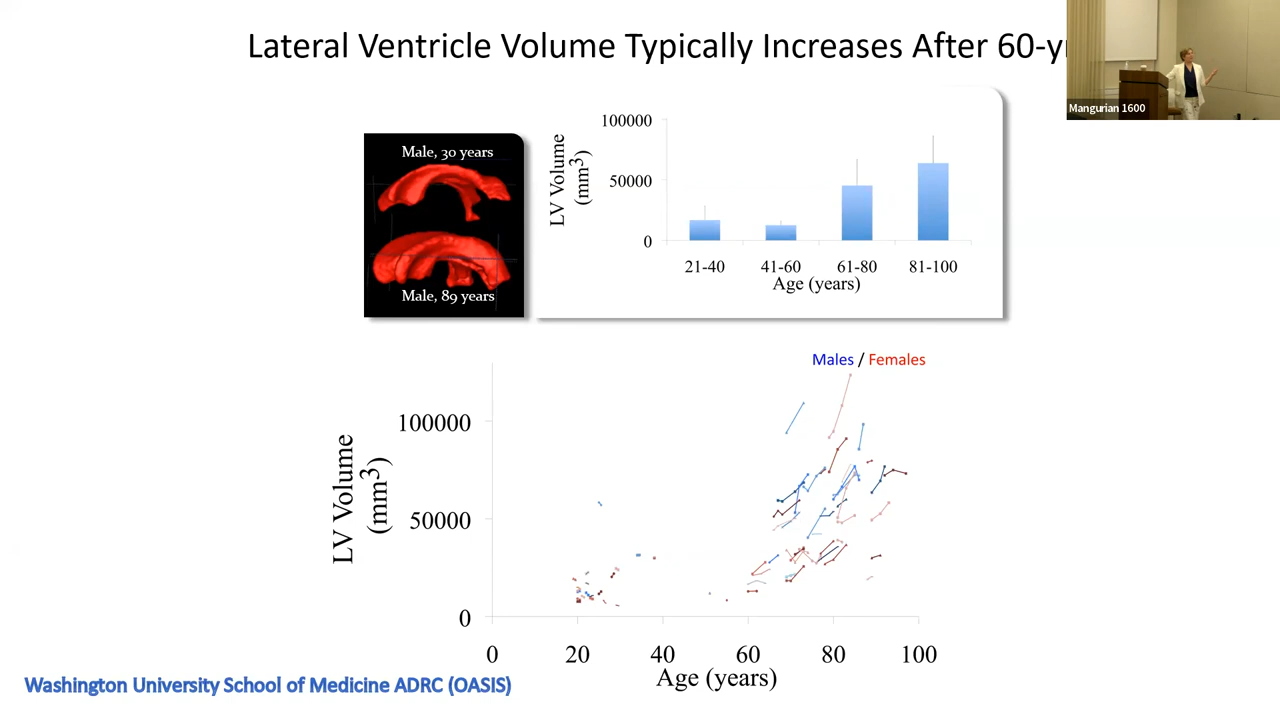 Lateral Ventricle Volume Typically Increases After 60-yr
Mangurian 1600
Male, 30 years
Male, 89 years
LV Volume
(mm3)
100000
50000
0
21-40
41-60
61-80
81-100
Age (years)
Males / Females
LV Volume
(mm3)
100000
50000
0
0
20
40
60
80
100
Age (years)
Washington University School of Medicine ADRC (OASIS)